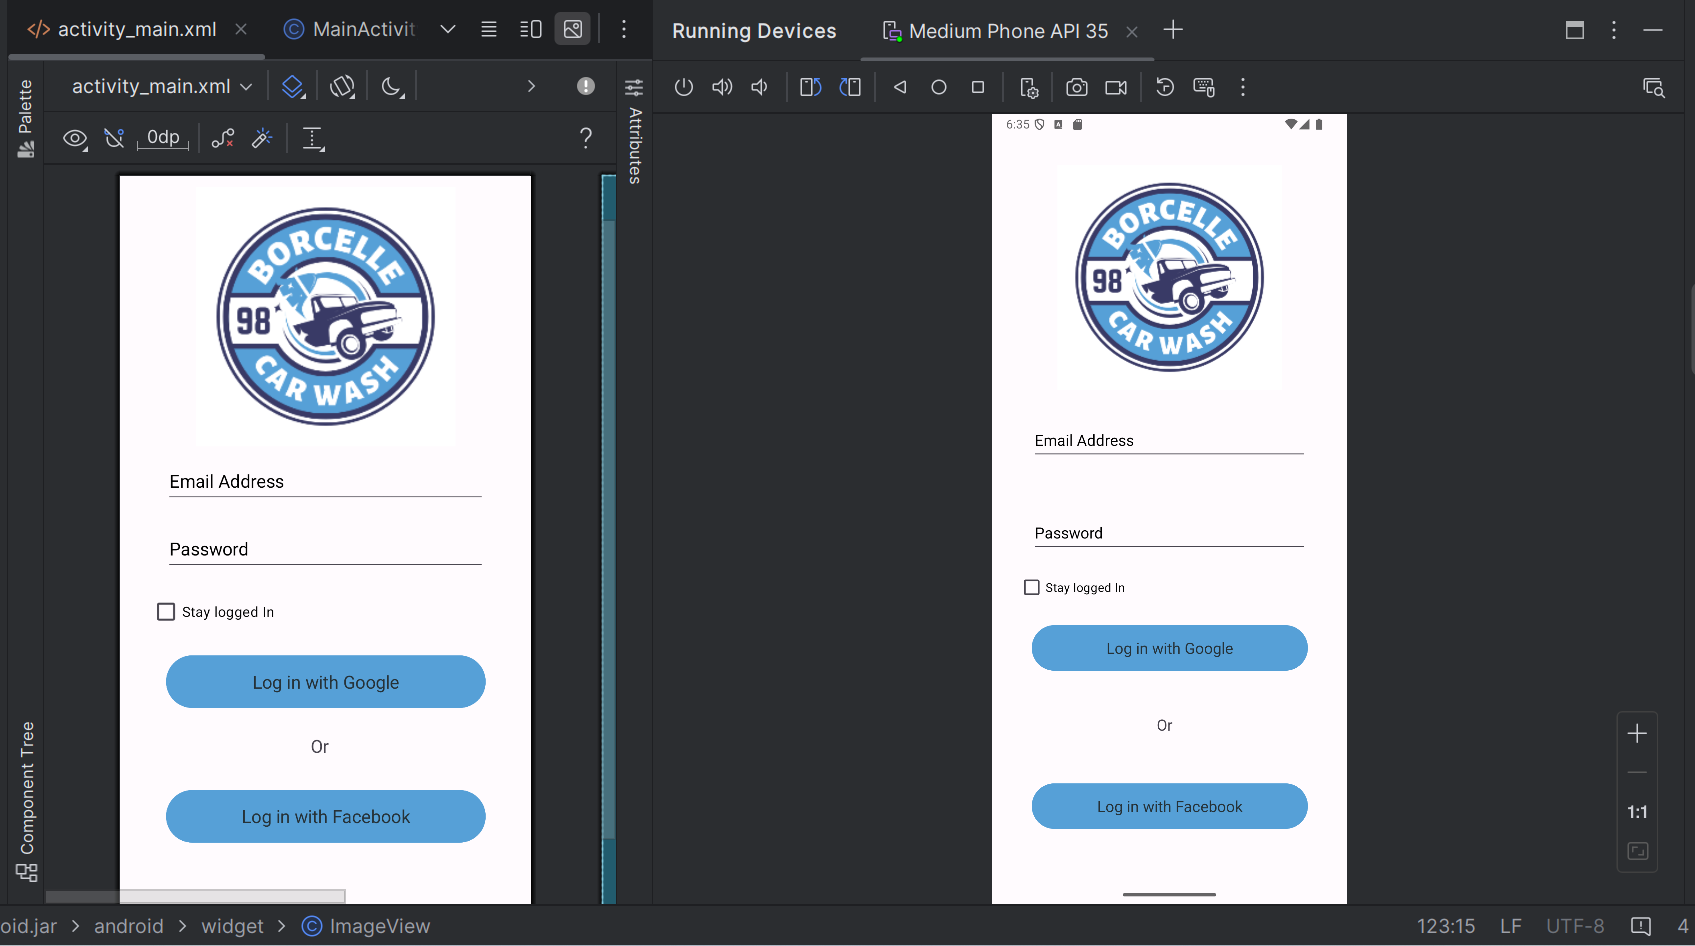 activity_main.xml
MainActivit
Running Devices
Medium Phone API 35
activity_main.xml
0dp
?
Palette
Attributes
Component Tree
BORCELLE
98
CAR WASH
Email Address
Password
Stay logged In
Log in with Google
Or
Log in with Facebook
6:35
BORCELLE
98
CAR WASH
Email Address
Password
Stay logged In
Log in with Google
Or
Log in with Facebook
1:1
oid.jar > android > widget > ImageView
123:15 LF UTF-8 4